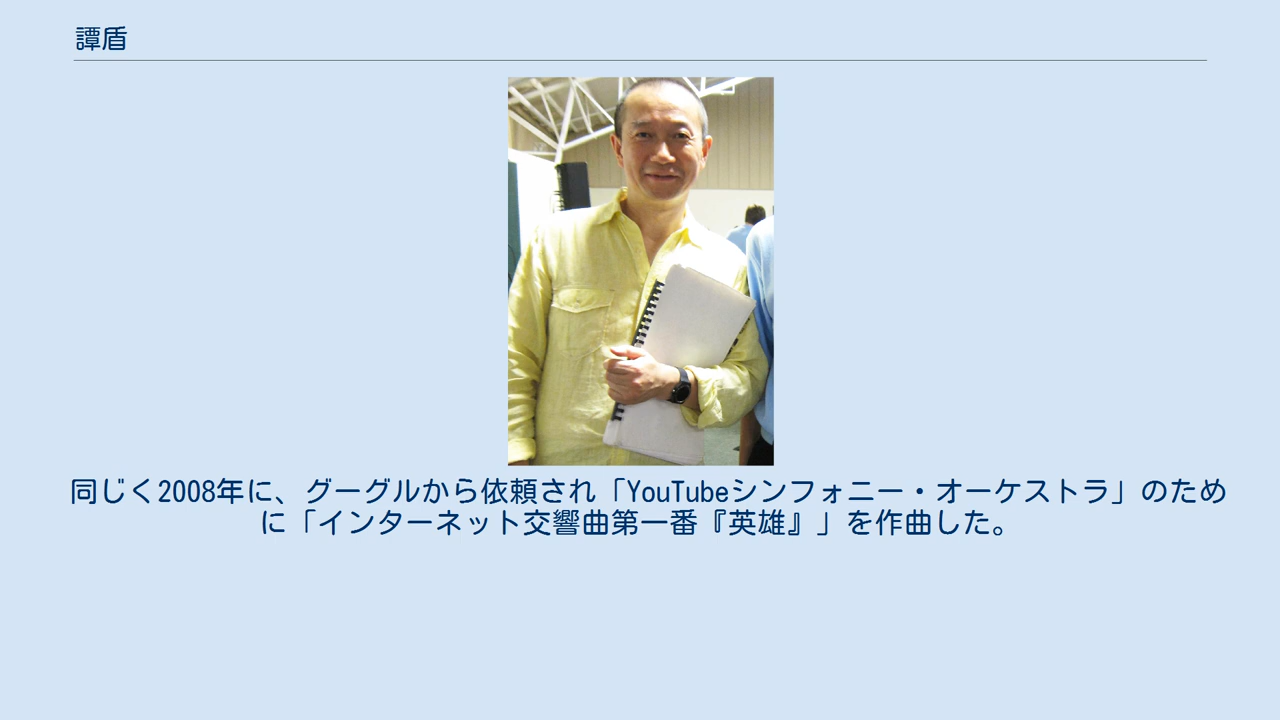 譚盾
同じく2008年に、グーグルから依頼され「YouTubeシンフォニー・オーケストラ」のため
に「インターネット交響曲第一番『英雄』」を作曲した。